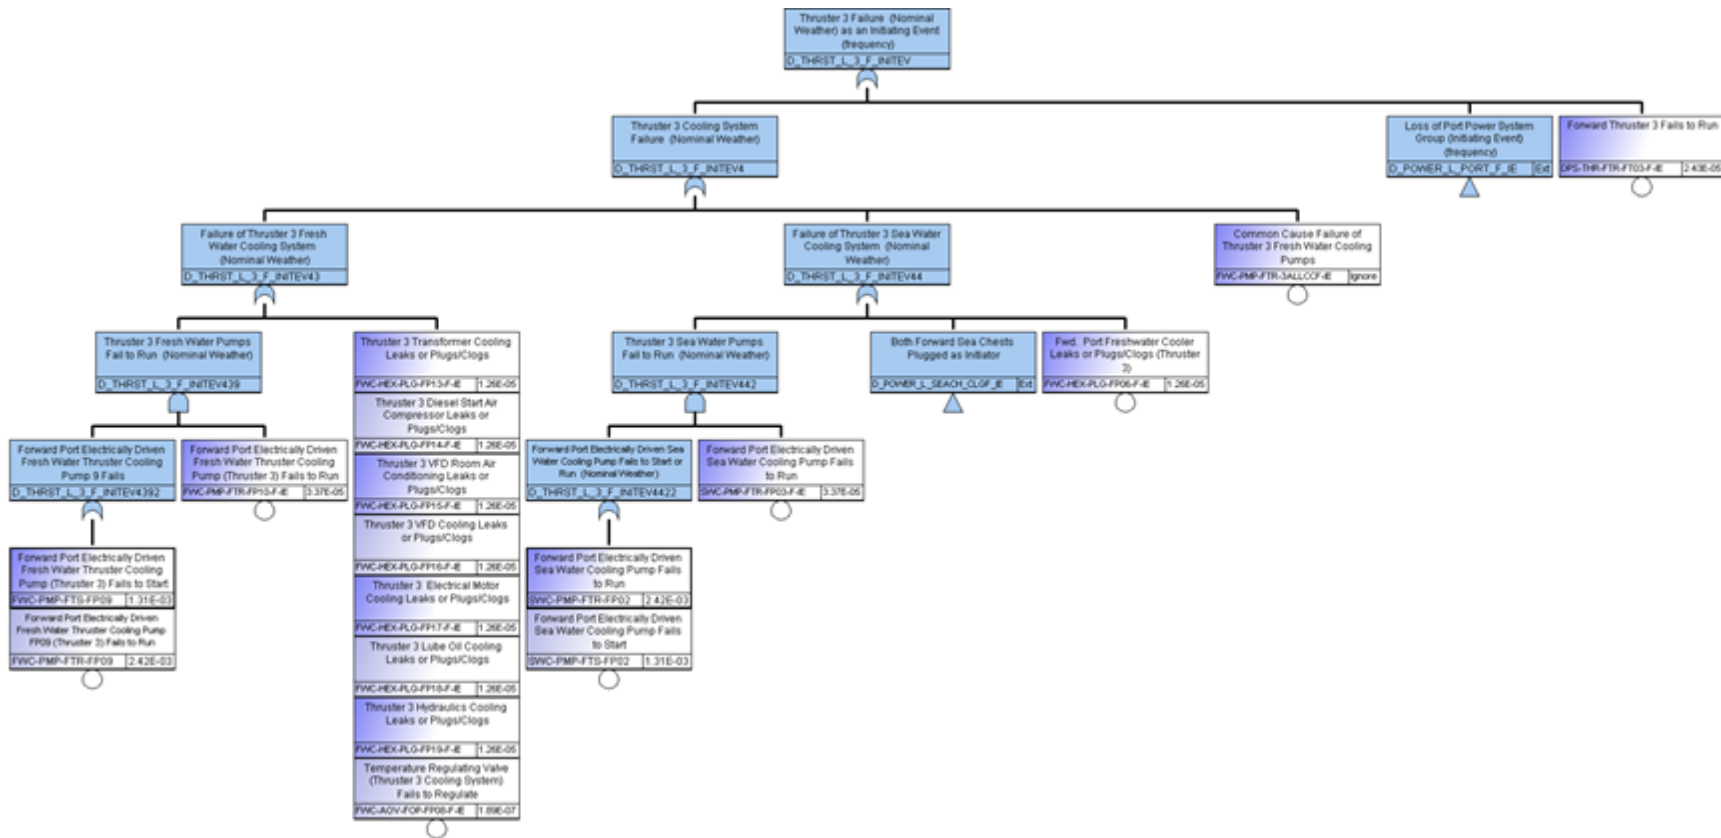 Thruster 3 Failure (Nominal
Weather) as an Initiating Event
(frequency)
D_THRST_L_3_F_INITEV
Thruster 3 Cooling System
Failure (Nominal Weather)
D_THRST_L_3_F_INITEV4
Loss of Port Power System
Group (Initiating Event)
(frequency)
D_POWER_L_PORT_F_IE Ext
Forward Thruster 3 Fails to Run
DPS-THR-FTR-FT03-F-IE 2.43E-05
Failure of Thruster 3 Fresh
Water Cooling System
(Nominal Weather)
D_THRST_L_3_F_INITEV43
Failure of Thruster 3 Sea Water
Cooling System (Nominal
Weather)
D_THRST_L_3_F_INITEV44
Common Cause Failure of
Thruster 3 Fresh Water Cooling
Pumps
FWC-PMP-FTR-3ALLCCF-IE Ignore
Thruster 3 Fresh Water Pumps
Fail to Run (Nominal Weather)
D_THRST_L_3_F_INITEV439
Thruster 3 Transformer Cooling
Leaks or Plugs/Clogs
FWC-HEX-PLG-FP13-F-IE 1.26E-05
Thruster 3 Diesel Start Air
Compressor Leaks or
Plugs/Clogs
FWC-HEX-PLG-FP14-F-IE 1.26E-05
Thruster 3 VFD Room Air
Conditioning Leaks or
Plugs/Clogs
FWC-HEX-PLG-FP15-F-IE 1.26E-05
Thruster 3 VFD Cooling Leaks
or Plugs/Clogs
FWC-HEX-PLG-FP16-F-IE 1.26E-05
Thruster 3 Electrical Motor
Cooling Leaks or Plugs/Clogs
FWC-HEX-PLG-FP17-F-IE 1.26E-05
Thruster 3 Lube Oil Cooling
Leaks or Plugs/Clogs
FWC-HEX-PLG-FP18-F-IE 1.26E-05
Thruster 3 Hydraulics Cooling
Leaks or Plugs/Clogs
FWC-HEX-PLG-FP19-F-IE 1.26E-05
Temperature Regulating Valve
(Thruster 3 Cooling System)
Fails to Regulate
FWC-AOV-FOP-FP08-F-IE 1.89E-07
Thruster 3 Sea Water Pumps
Fail to Run (Nominal Weather)
D_THRST_L_3_F_INITEV442
Both Forward Sea Chests
Plugged as Initiator
D_POWER_L_SEACH_CLGF_IE Ext
Fwd. Port Freshwater Cooler
Leaks or Plugs/Clogs (Thruster
3)
FWC-HEX-PLG-FP06-F-IE 1.26E-05
Forward Port Electrically Driven
Fresh Water Thruster Cooling
Pump 9 Fails
D_THRST_L_3_F_INITEV4392
Forward Port Electrically Driven
Fresh Water Thruster Cooling
Pump (Thruster 3) Fails to Run
FWC-PMP-FTR-FP10-F-IE 3.37E-05
Forward Port Electrically Driven Sea
Water Cooling Pump Fails to Start or
Run (Nominal Weather)
D_THRST_L_3_F_INITEV4422
Forward Port Electrically Driven
Sea Water Cooling Pump Fails
to Run
SWC-PMP-FTR-FP03-F-IE 3.37E-05
Forward Port Electrically Driven
Fresh Water Thruster Cooling
Pump (Thruster 3) Fails to Start
FWC-PMP-FTS-FP09 1.31E-03
Forward Port Electrically Driven
Fresh Water Thruster Cooling Pump
FP09 (Thruster 3) Fails to Run
FWC-PMP-FTR-FP09 2.42E-03
Forward Port Electrically Driven
Sea Water Cooling Pump Fails
to Run
SWC-PMP-FTR-FP02 2.42E-03
Forward Port Electrically Driven
Sea Water Cooling Pump Fails
to Start
SWC-PMP-FTS-FP02 1.31E-03